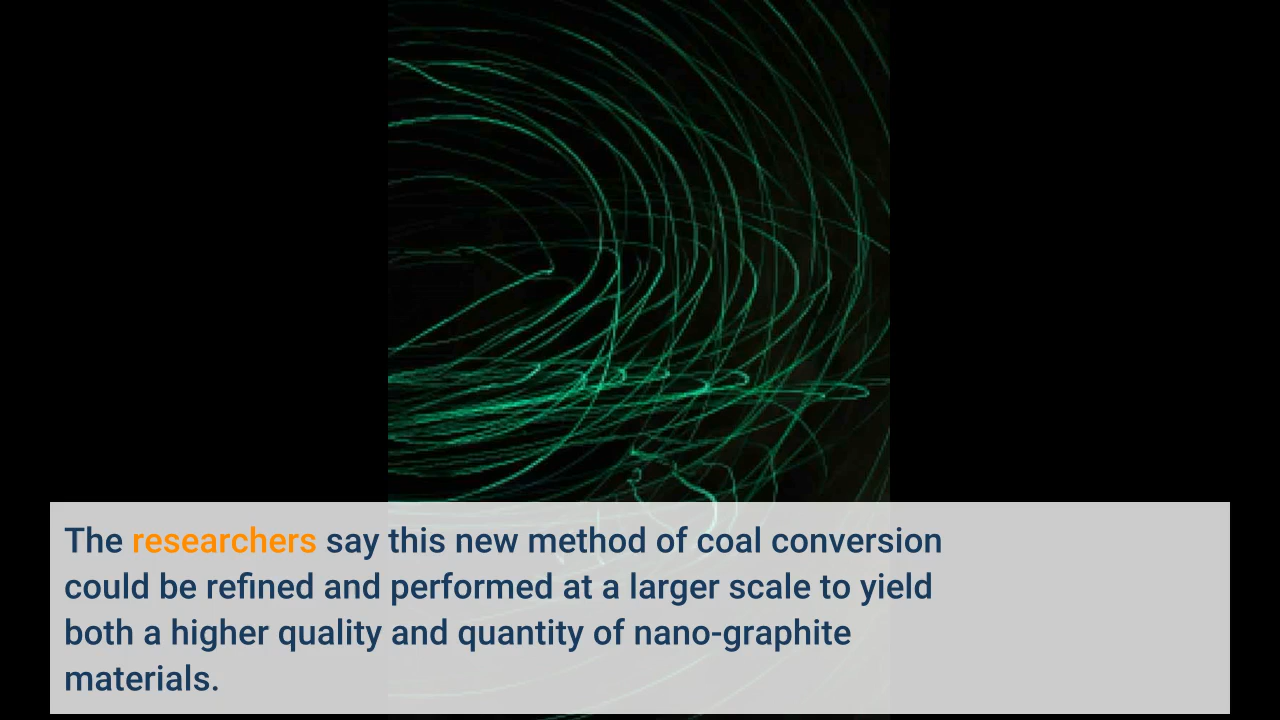 The researchers say this new method of coal conversion
could be refined and performed at a larger scale to yield
both a higher quality and quantity of nano-graphite
materials.